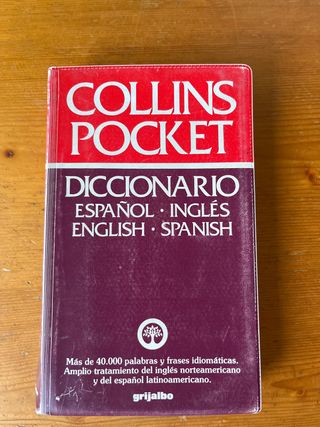 COLLINS
POCKET
DICCIONARIO
ESPAÑOL · INGLÉS
ENGLISH · SPANISH
Más de 40.000 palabras y frases idiomáticas.
Amplio tratamiento del inglés norteamericano
y del español latinoamericano.
grijalbo